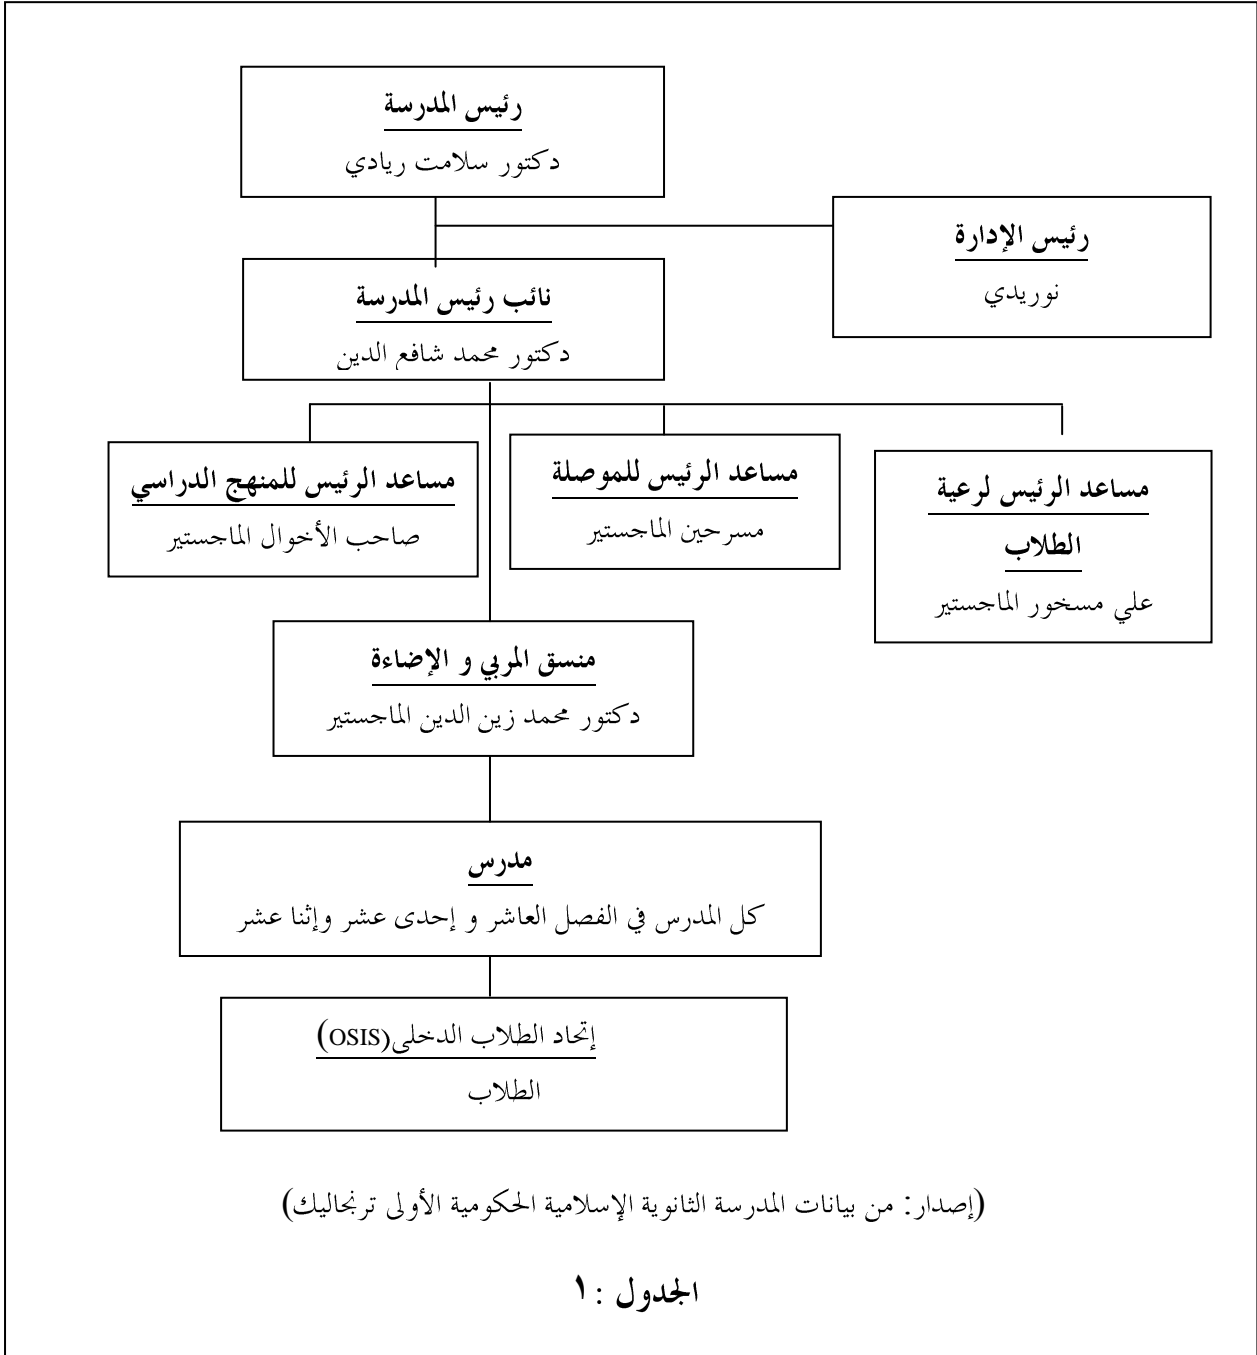 رئيس المدرسة
دكتور سلامت ريادي
رئيس الإدارة
نوريدي
نائب رئيس المدرسة
دكتور محمد شافع الدين
مساعد الرئيس لرعية
الطلاب
علي مسخور الماجستير
مساعد الرئيس للموصلة
مسرحين الماجستير
مساعد الرئيس للمنهج الدراسي
صاحب الأخوال الماجستير
منسق المربي و الإضاءة
دكتور محمد زين الدين الماجستير
مدرس
كل المدرس في الفصل العاشر و إحدى عشر وإثنا عشر
إتحاد الطلاب الدخلى(OSIS)
الطلاب
(إصدار: من بيانات المدرسة الثانوية الإسلامية الحكومية الأولى ترنجاليك)
الجدول : ١